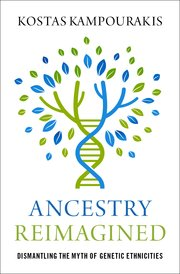 KOSTAS KAMPOURAKIS
ANCESTRY
REIMAGINED
DISMANTLING THE MYTH OF GENETIC ETHNICITIES